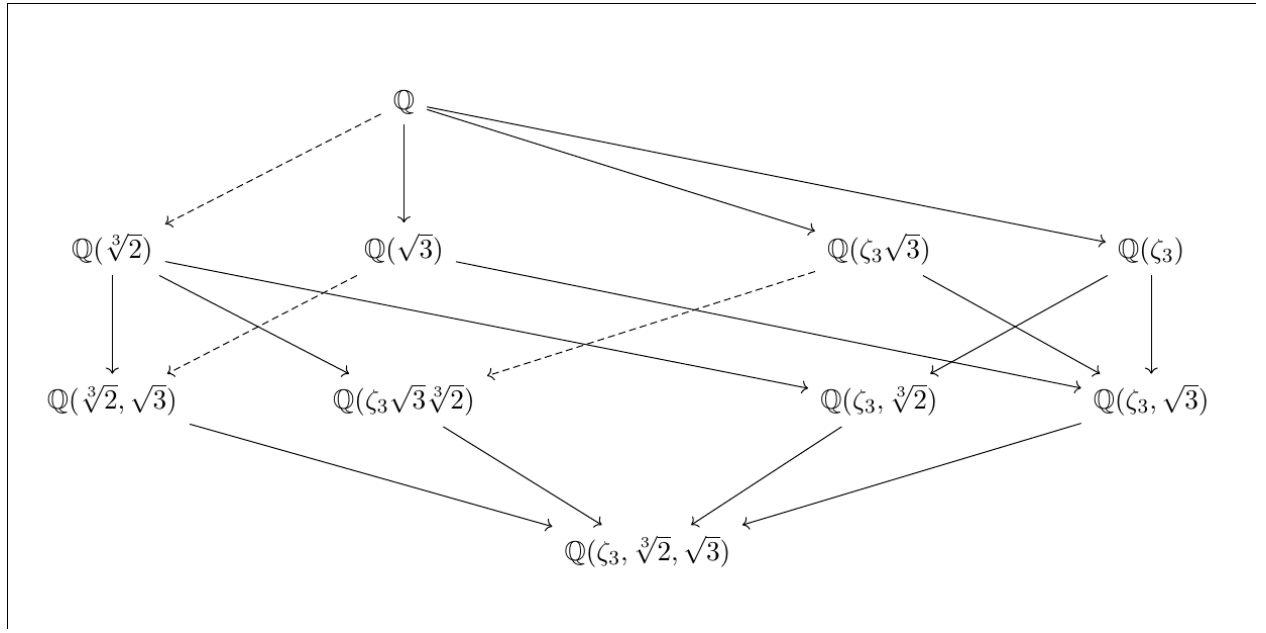 ℚ
ℚ(∛2) ℚ(√3) ℚ(ζ₃√3) ℚ(ζ₃)
ℚ(∛2, √3) ℚ(ζ₃√3∛2) ℚ(ζ₃, ∛2) ℚ(ζ₃, √3)
ℚ(ζ₃, ∛2, √3)